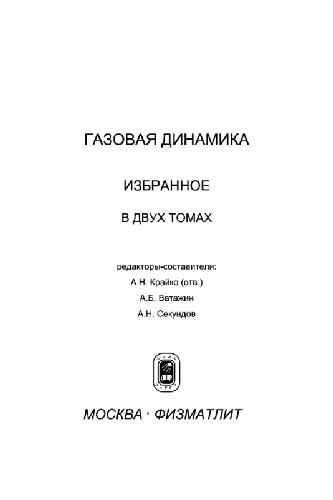 ГАЗОВАЯ ДИНАМИКА
ИЗБРАННОЕ
В ДВУХ ТОМАХ
редакторы-составители:
А.Н. Крайко (отв.)
А.Б. Ватажин
А.Н. Секундов
МОСКВА · ФИЗМАТЛИТ